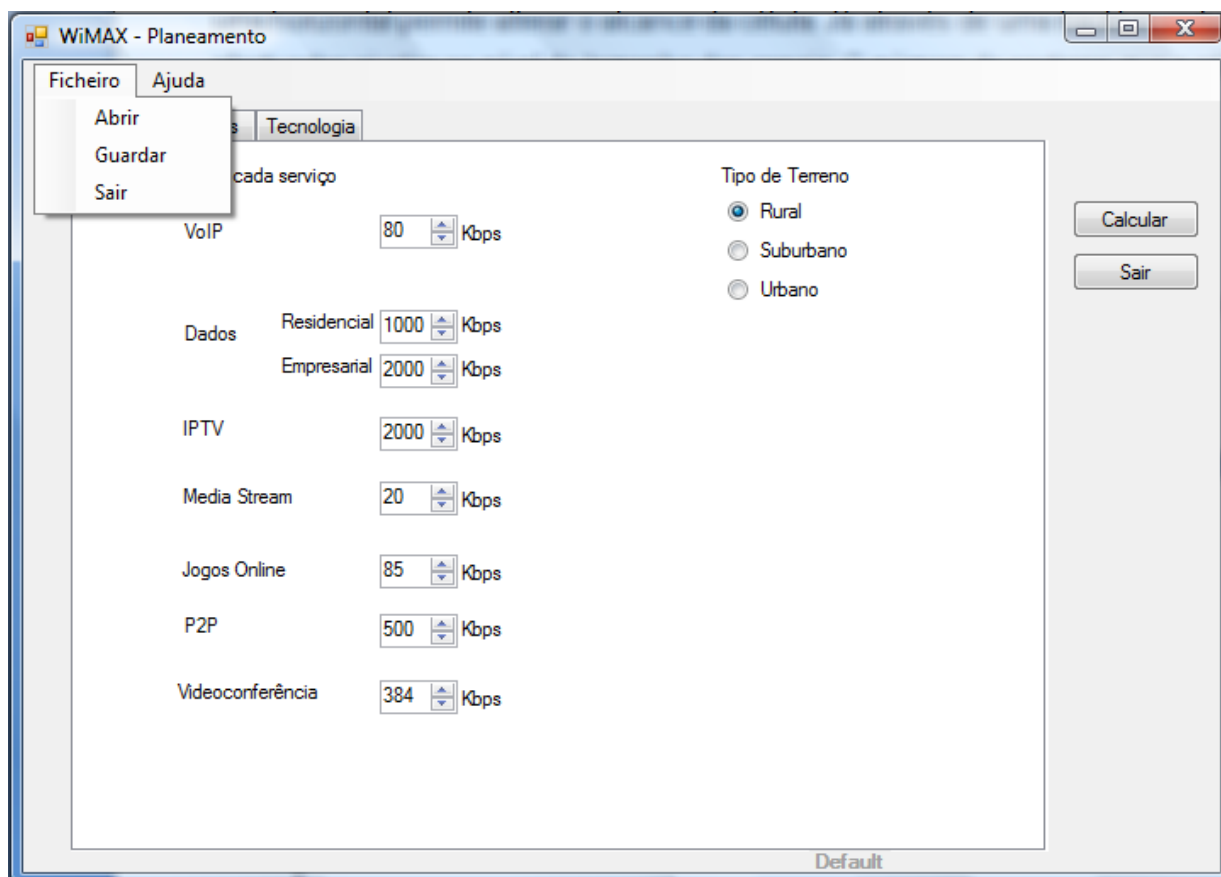 WiMAX - Planeamento
Ficheiro Ajuda
Abrir
Guardar
Sair
Tecnologia
cada serviço
Tipo de Terreno
VoIP 80 Kbps
Rural
Suburbano
Urbano
Calcular
Sair
Dados
Residencial 1000 Kbps
Empresarial 2000 Kbps
IPTV 2000 Kbps
Media Stream 20 Kbps
Jogos Online 85 Kbps
P2P 500 Kbps
Videoconferência 384 Kbps
Default